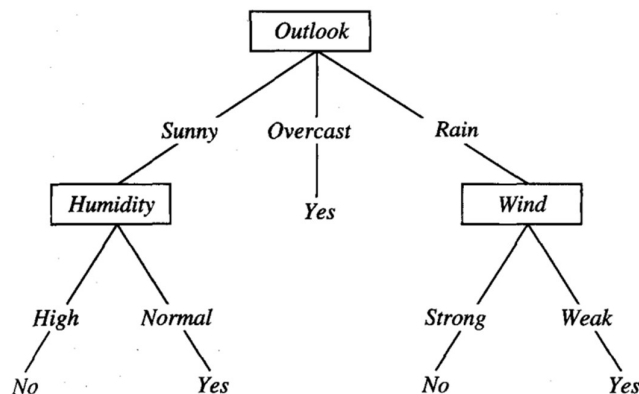 Outlook
Sunny Overcast Rain
Humidity Yes Wind
High Normal Strong Weak
No Yes No Yes